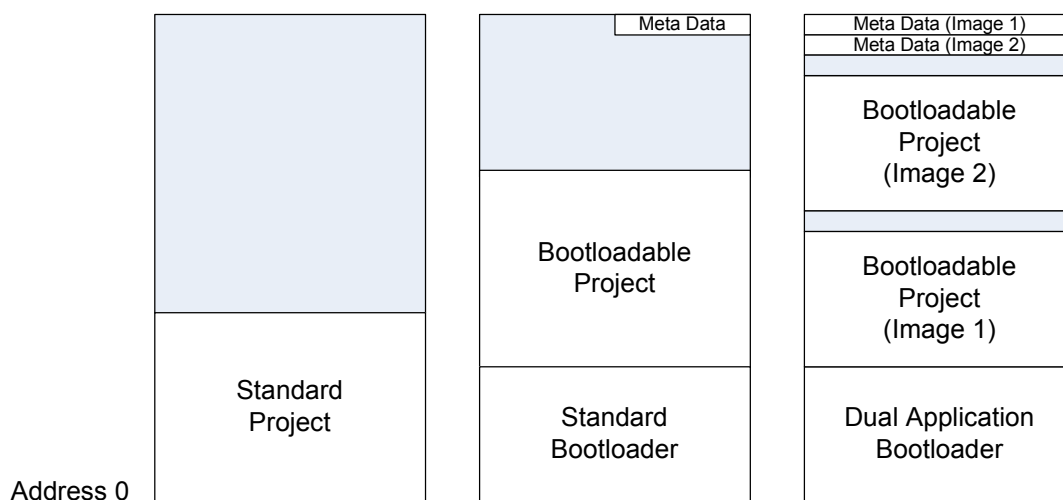 Meta Data
Meta Data (Image 1)
Meta Data (Image 2)
Bootloadable
Project
(Image 2)
Bootloadable
Project
Bootloadable
Project
(Image 1)
Standard
Project
Standard
Bootloader
Dual Application
Bootloader
Address 0